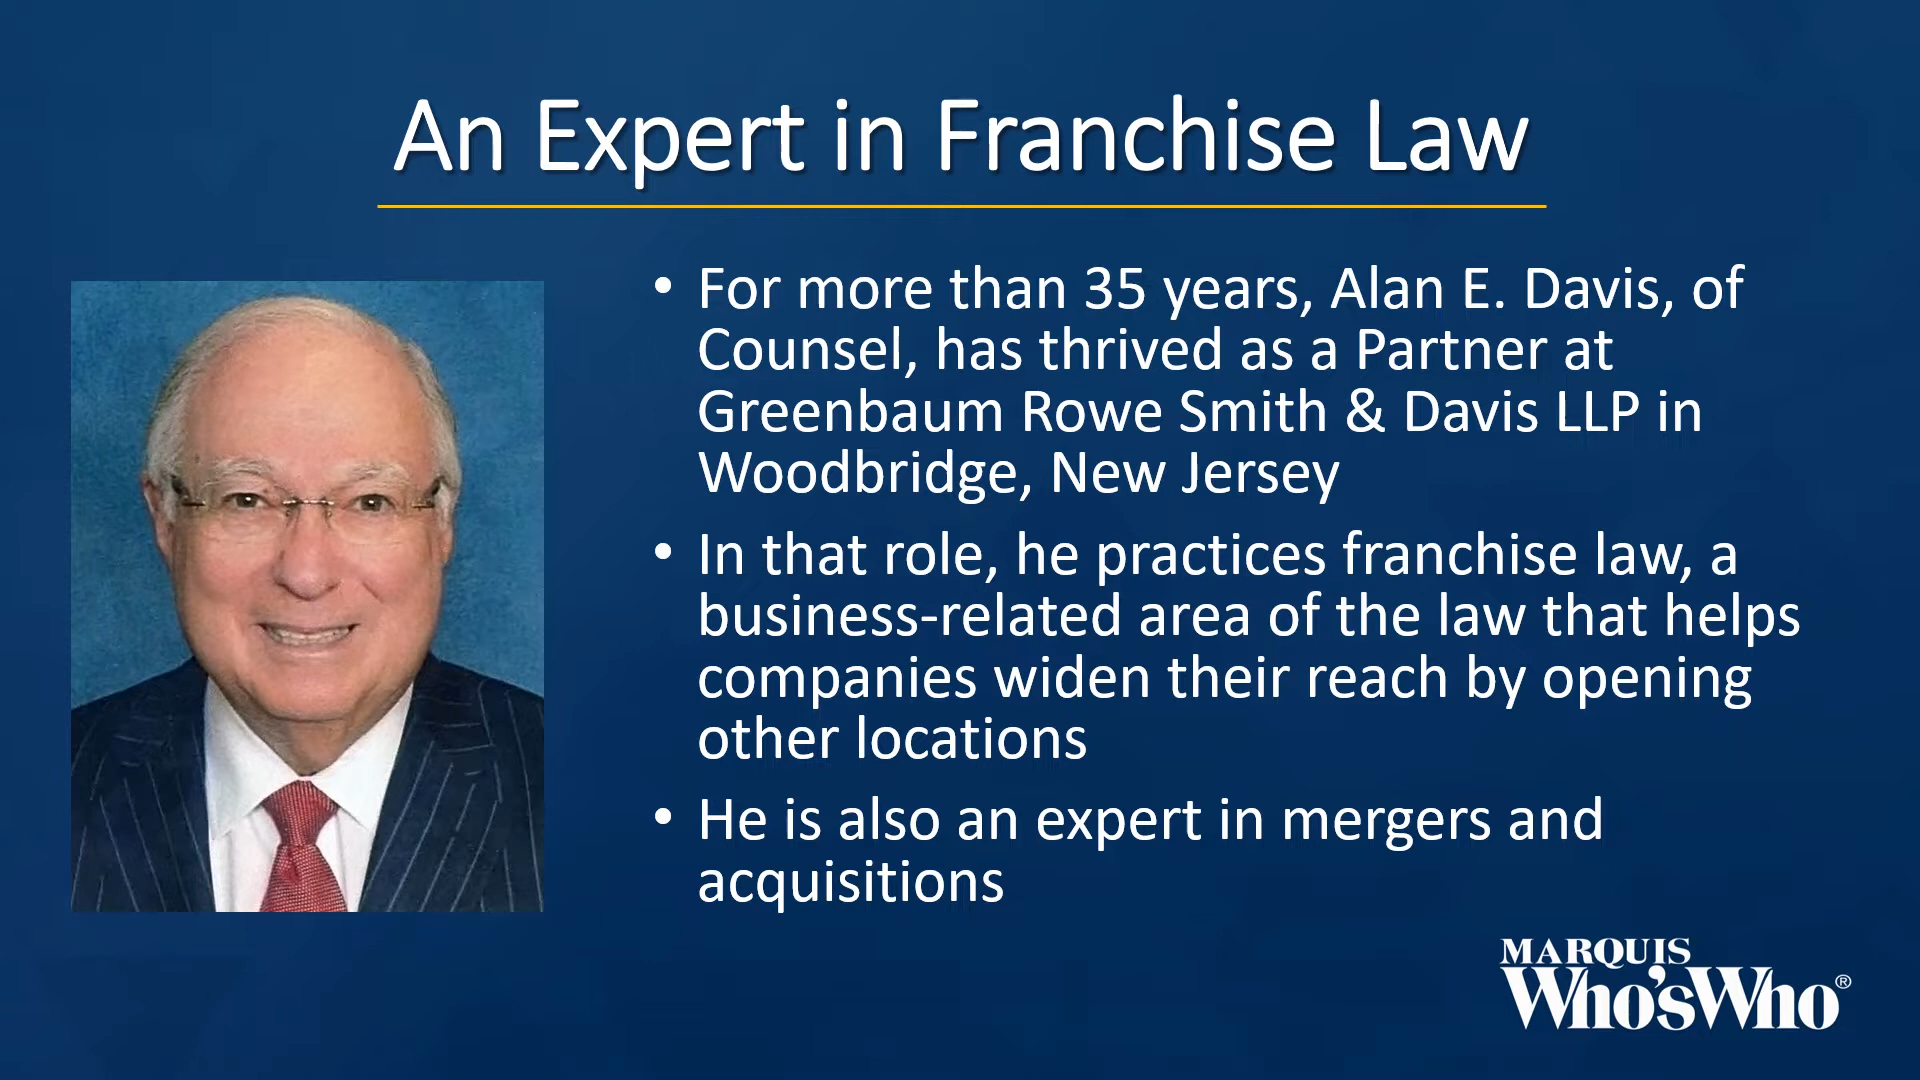 An Expert in Franchise Law
• For more than 35 years, Alan E. Davis, of
Counsel, has thrived as a Partner at
Greenbaum Rowe Smith & Davis LLP in
Woodbridge, New Jersey
• In that role, he practices franchise law, a
business-related area of the law that helps
companies widen their reach by opening
other locations
• He is also an expert in mergers and
acquisitions
MARQUIS
Who'sWho®